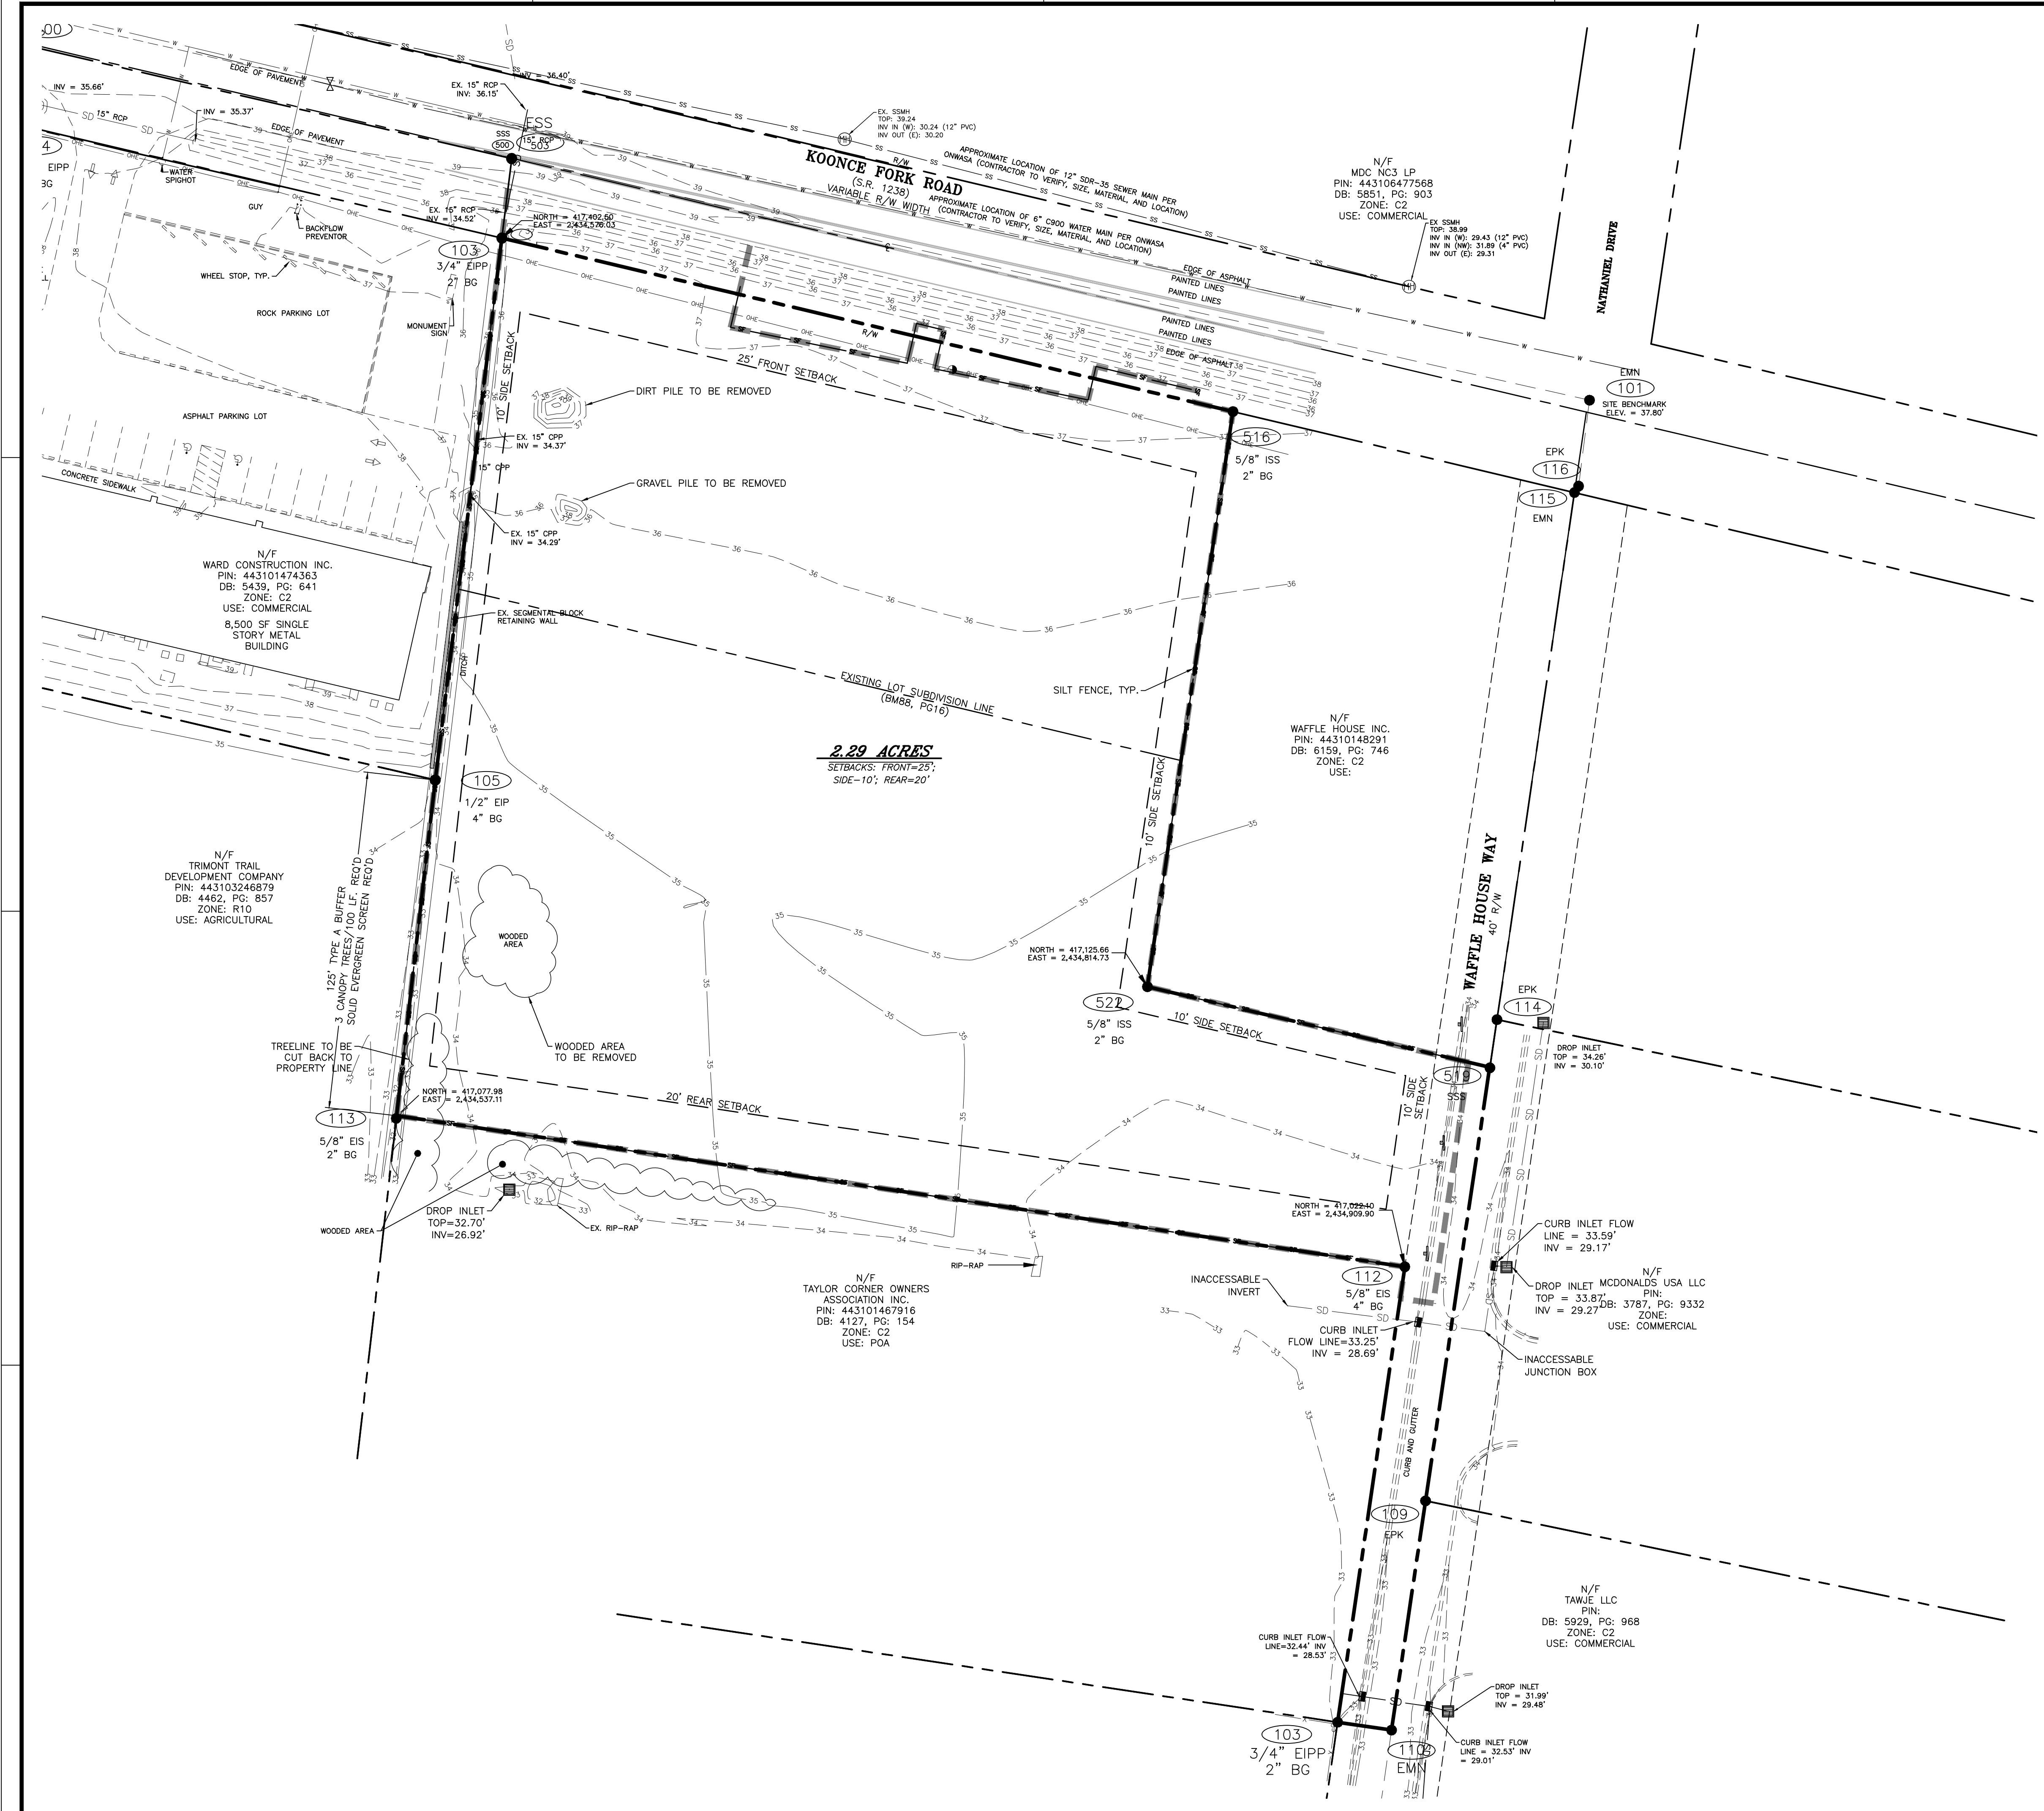 INV = 36.40'
EX. 15" RCP
INV: 36.15'
EDGE OF PAVEMENT
INV = 35.66'
15" RCP
INV = 35.37'
EDGE OF PAVEMENT
ESS
SSS
500
15" RCP
503
EX. SSMH
TOP: 39.24
INV IN (W): 30.24 (12" PVC)
INV OUT (E): 30.20
KOONCE FORK ROAD
(S.R. 1238)
VARIABLE R/W WIDTH
R/W
APPROXIMATE LOCATION OF 12" SDR-35 SEWER MAIN PER
ONWASA (CONTRACTOR TO VERIFY, SIZE, MATERIAL, AND LOCATION)
APPROXIMATE LOCATION OF 6" C900 WATER MAIN PER ONWASA
(CONTRACTOR TO VERIFY, SIZE, MATERIAL, AND LOCATION)
N/F
MDC NC3 LP
PIN: 443106477568
DB: 5851, PG: 903
ZONE: C2
USE: COMMERCIAL
EX SSMH
TOP: 38.99
INV IN (W): 29.43 (12" PVC)
INV IN (NW): 31.89 (4" PVC)
INV OUT (E): 29.31
NATHANIEL DRIVE
EDGE OF ASPHALT
PAINTED LINES
PAINTED LINES
PAINTED LINES
PAINTED LINES
EDGE OF ASPHALT
EIPP
WATER
SPIGHOT
GUY
BACKFLOW
PREVENTOR
EX. 15" RCP
INV = 34.52'
NORTH = 417,402.50
EAST = 2,434,576.03
103
3/4" EIPP
2" BG
WHEEL STOP, TYP.
ROCK PARKING LOT
MONUMENT
SIGN
10' SIDE SETBACK
25' FRONT SETBACK
R/W
EMN
101
SITE BENCHMARK
ELEV. = 37.80'
DIRT PILE TO BE REMOVED
ASPHALT PARKING LOT
EX. 15" CPP
INV = 34.37'
15" CPP
516
5/8" ISS
2" BG
EPK
116
115
EMN
CONCRETE SIDEWALK
GRAVEL PILE TO BE REMOVED
EX. 15" CPP
INV = 34.29'
N/F
WARD CONSTRUCTION INC.
PIN: 443101474363
DB: 5439, PG: 641
ZONE: C2
USE: COMMERCIAL
8,500 SF SINGLE
STORY METAL
BUILDING
EX. SEGMENTAL BLOCK
RETAINING WALL
DITCH
EXISTING LOT SUBDIVISION LINE
(BM88, PG16)
SILT FENCE, TYP.
2.29 ACRES
SETBACKS: FRONT=25';
SIDE-10'; REAR=20'
N/F
WAFFLE HOUSE INC.
PIN: 44310148291
DB: 6159, PG: 746
ZONE: C2
USE:
105
1/2" EIP
4" BG
10' SIDE SETBACK
N/F
TRIMONT TRAIL
DEVELOPMENT COMPANY
PIN: 443103246879
DB: 4462, PG: 857
ZONE: R10
USE: AGRICULTURAL
125' TYPE A BUFFER
3 CANOPY TREES/100 LF. REQ'D
SOLID EVERGREEN SCREEN REQ'D
WOODED
AREA
WAFFLE HOUSE WAY
40' R/W
NORTH = 417,125.66
EAST = 2,434,814.73
522
5/8" ISS
2" BG
10' SIDE SETBACK
EPK
114
DROP INLET
TOP = 34.26'
INV = 30.10'
519
SSS
TREELINE TO BE
CUT BACK TO
PROPERTY LINE
WOODED AREA
TO BE REMOVED
NORTH = 417,077.98
EAST = 2,434,537.11
20' REAR SETBACK
10' SIDE
SETBACK
113
5/8" EIS
2" BG
WOODED AREA
DROP INLET
TOP=32.70'
INV=26.92'
EX. RIP-RAP
NORTH = 417,022.10
EAST = 2,434,909.90
RIP-RAP
112
5/8" EIS
4" BG
INACCESSABLE
INVERT
N/F
TAYLOR CORNER OWNERS
ASSOCIATION INC.
PIN: 443101467916
DB: 4127, PG: 154
ZONE: C2
USE: POA
CURB INLET FLOW
LINE = 33.59'
INV = 29.17'
DROP INLET
TOP = 33.87'
INV = 29.27'
N/F
MCDONALDS USA LLC
PIN:
DB: 3787, PG: 9332
ZONE:
USE: COMMERCIAL
CURB INLET
FLOW LINE=33.25'
INV = 28.69'
INACCESSABLE
JUNCTION BOX
CURB AND GUTTER
109
EPK
N/F
TAWJE LLC
PIN:
DB: 5929, PG: 968
ZONE: C2
USE: COMMERCIAL
CURB INLET FLOW
LINE=32.44' INV
= 28.53'
DROP INLET
TOP = 31.99'
INV = 29.48'
103
3/4" EIPP
2" BG
110
EMN
CURB INLET FLOW
LINE = 32.53' INV
= 29.01'